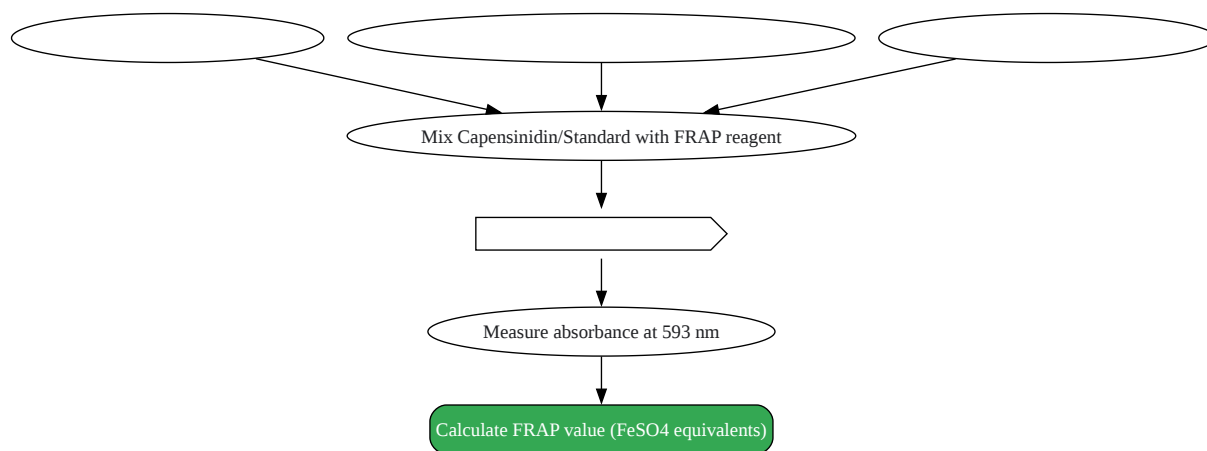 Mix Capensinidin/Standard with FRAP reagent
Measure absorbance at 593 nm
Calculate FRAP value (FeSO4 equivalents)